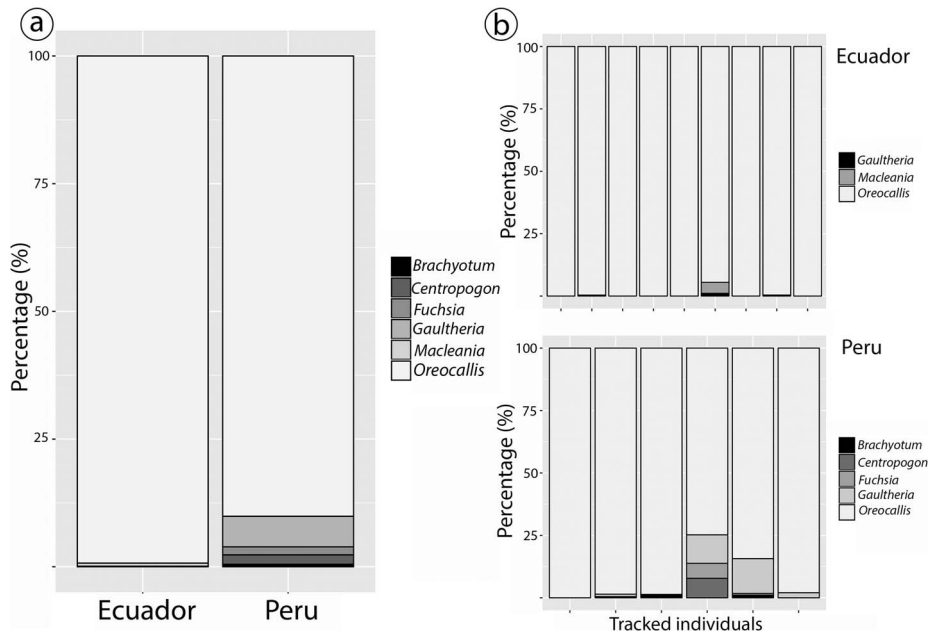 a
Percentage (%)
100
75
50
25
Ecuador
Peru
Brachyotum
Centropogon
Fuchsia
Gaultheria
Macleania
Oreocallis
b
Ecuador
Percentage (%)
100
75
50
25
Gaultheria
Macleania
Oreocallis
Peru
Percentage (%)
100
75
50
25
Brachyotum
Centropogon
Fuchsia
Gaultheria
Oreocallis
Tracked individuals